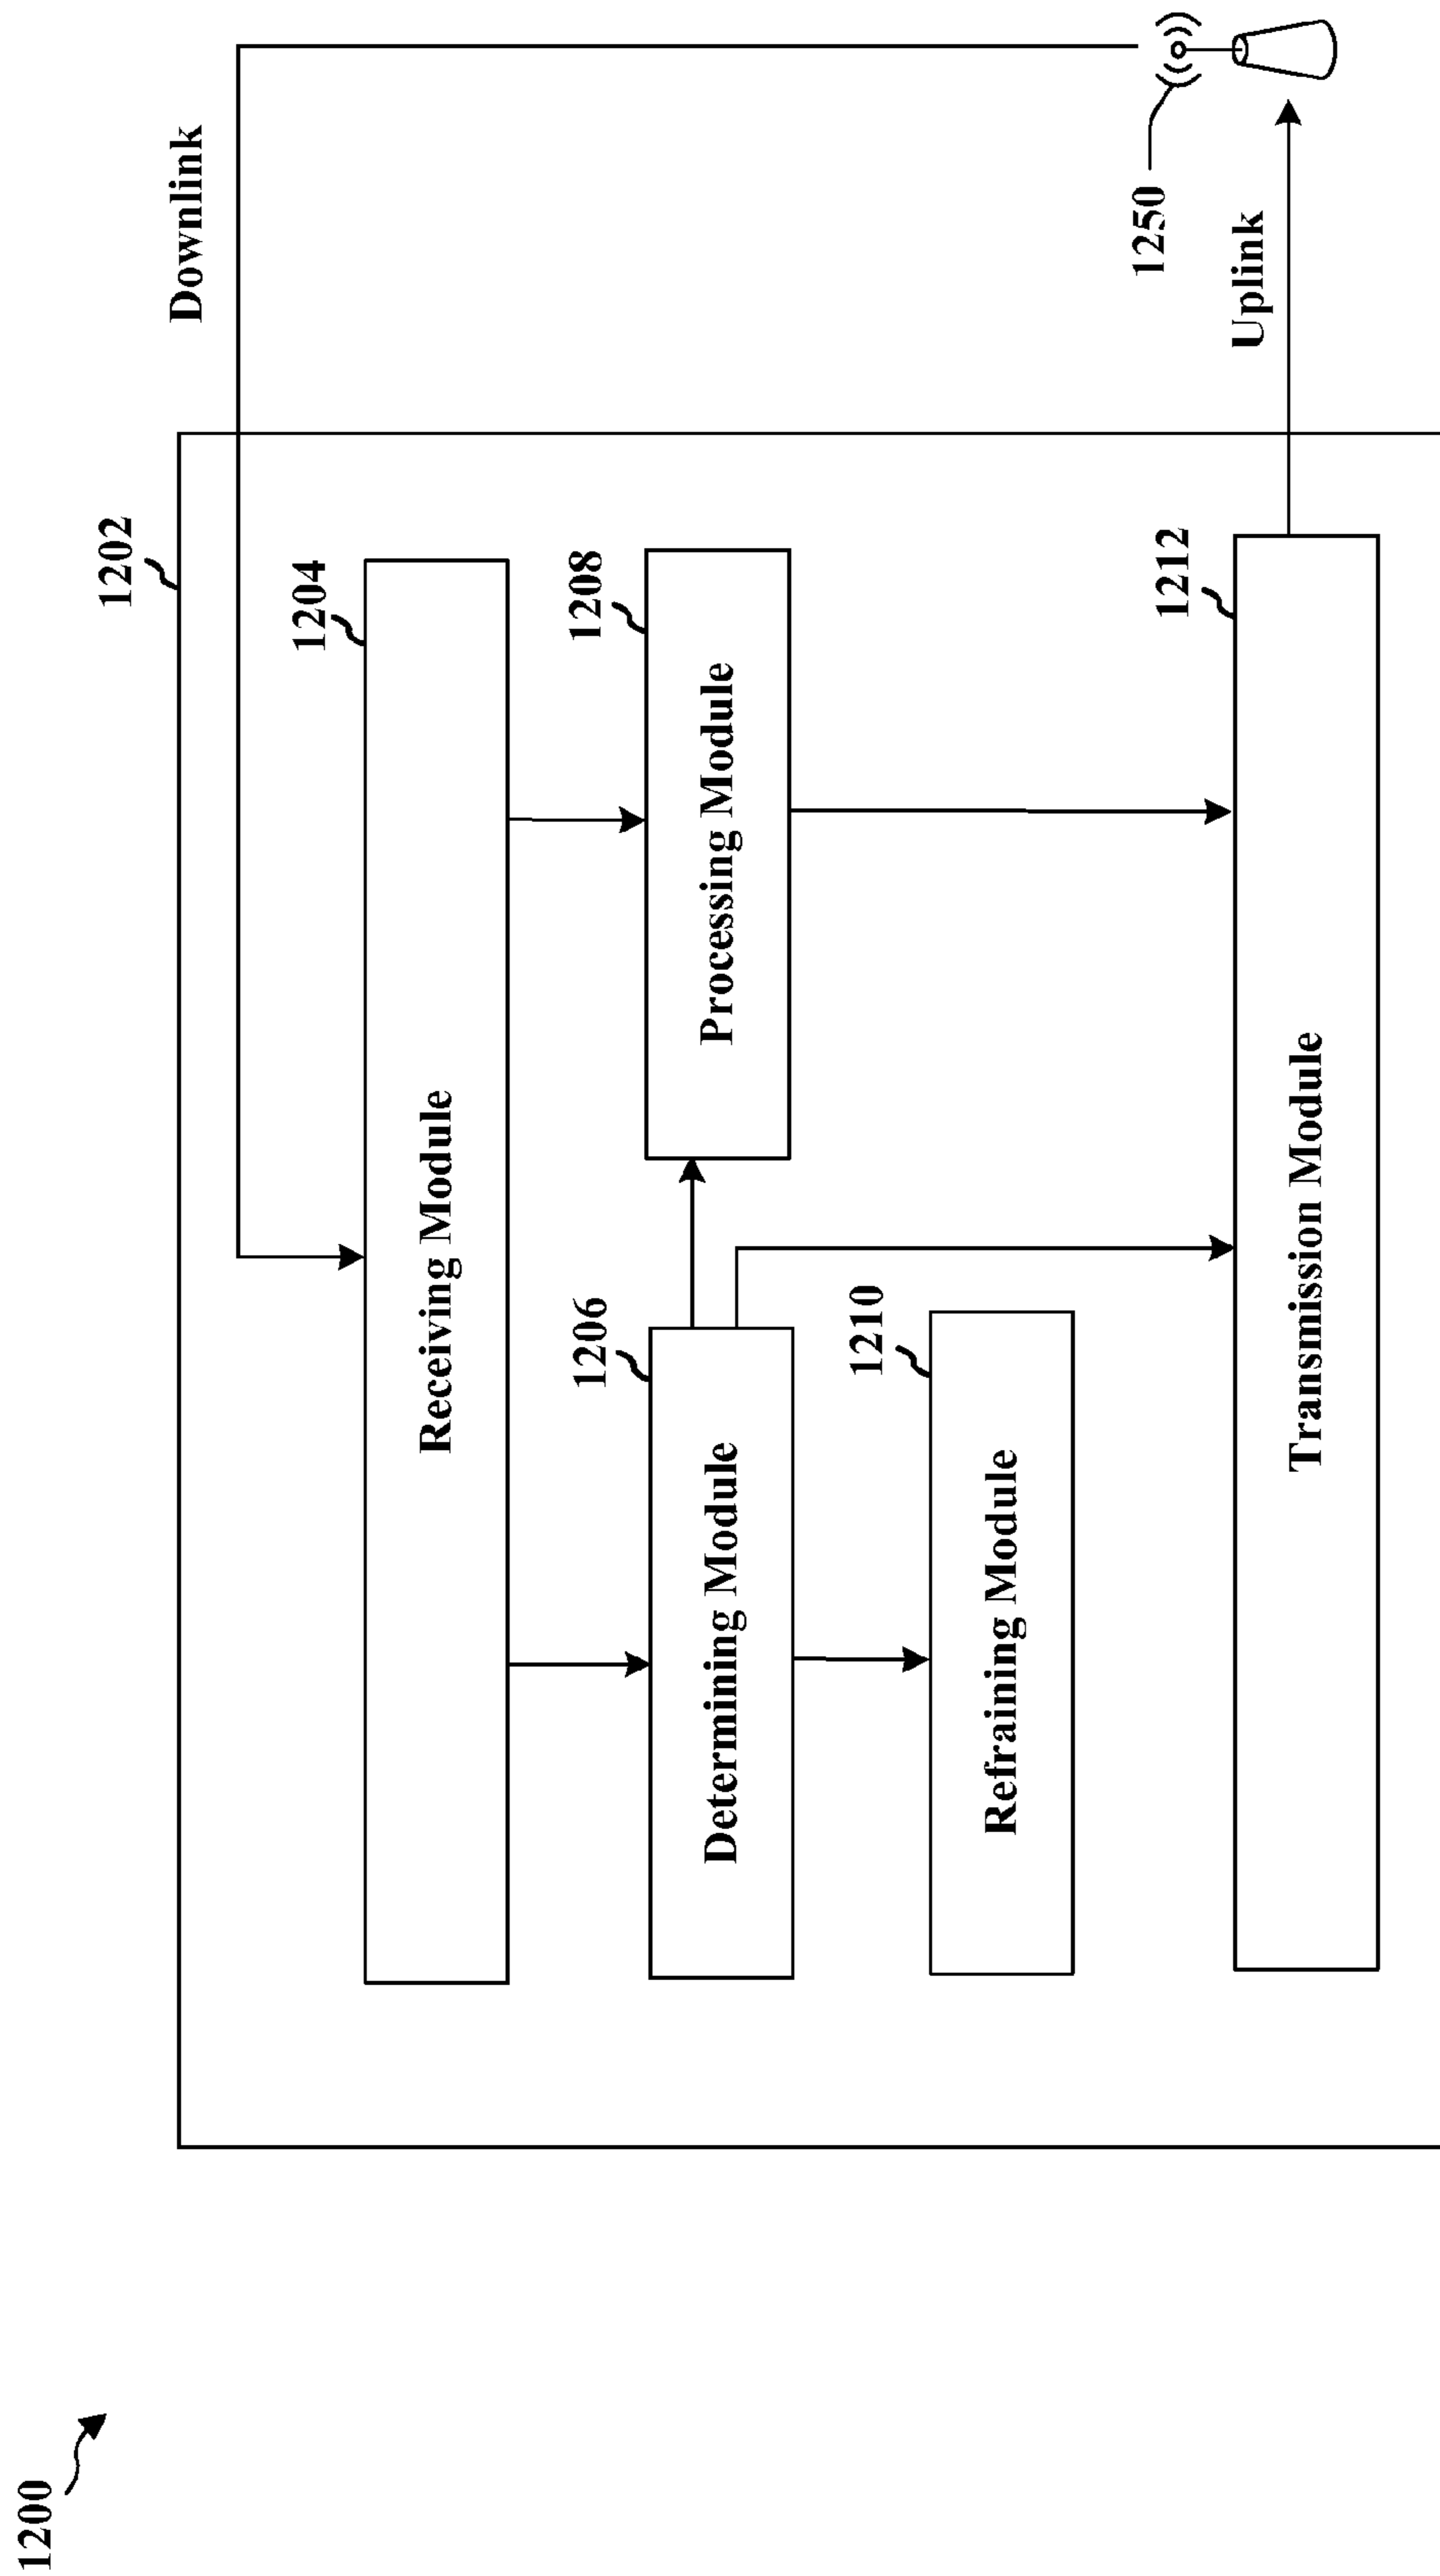 1200
1202
Downlink
1204
Receiving Module
1206
Determining Module
1208
Processing Module
1210
Refraining Module
1212
Transmission Module
1250
Uplink